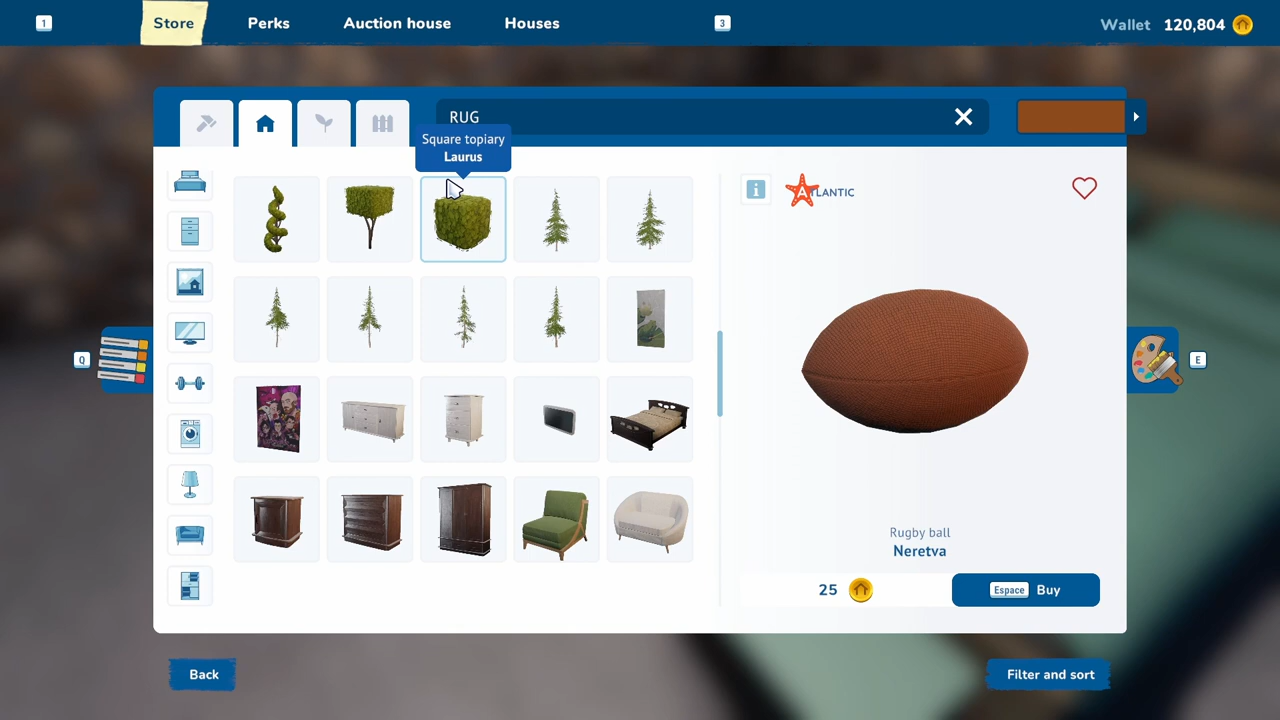 1
Store
Perks
Auction house
Houses
3
Wallet
120,804
RUG
Square topiary
Laurus
ATLANTIC
Q
E
Rugby ball
Neretva
25
Espace
Buy
Back
Filter and sort